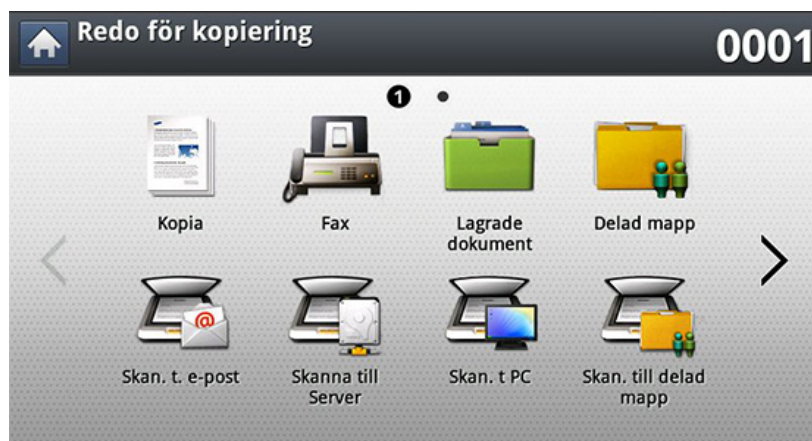 Redo för kopiering
0001
1
Kopia
Fax
Lagrade
dokument
Delad mapp
@
Skan. t. e-post
Skanna till
Server
Skan. t PC
Skan. till delad
mapp